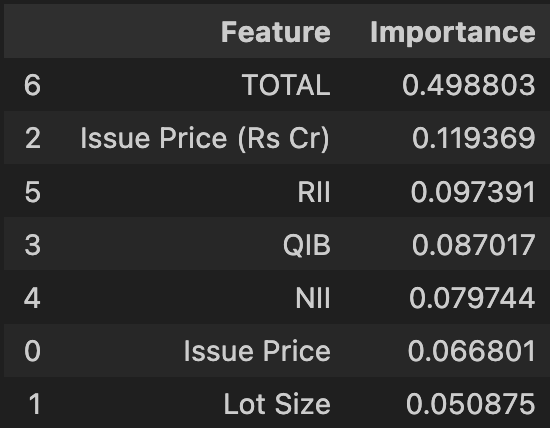 Feature Importance
6 TOTAL 0.498803
2 Issue Price (Rs Cr) 0.119369
5 RII 0.097391
3 QIB 0.087017
4 NII 0.079744
0 Issue Price 0.066801
1 Lot Size 0.050875